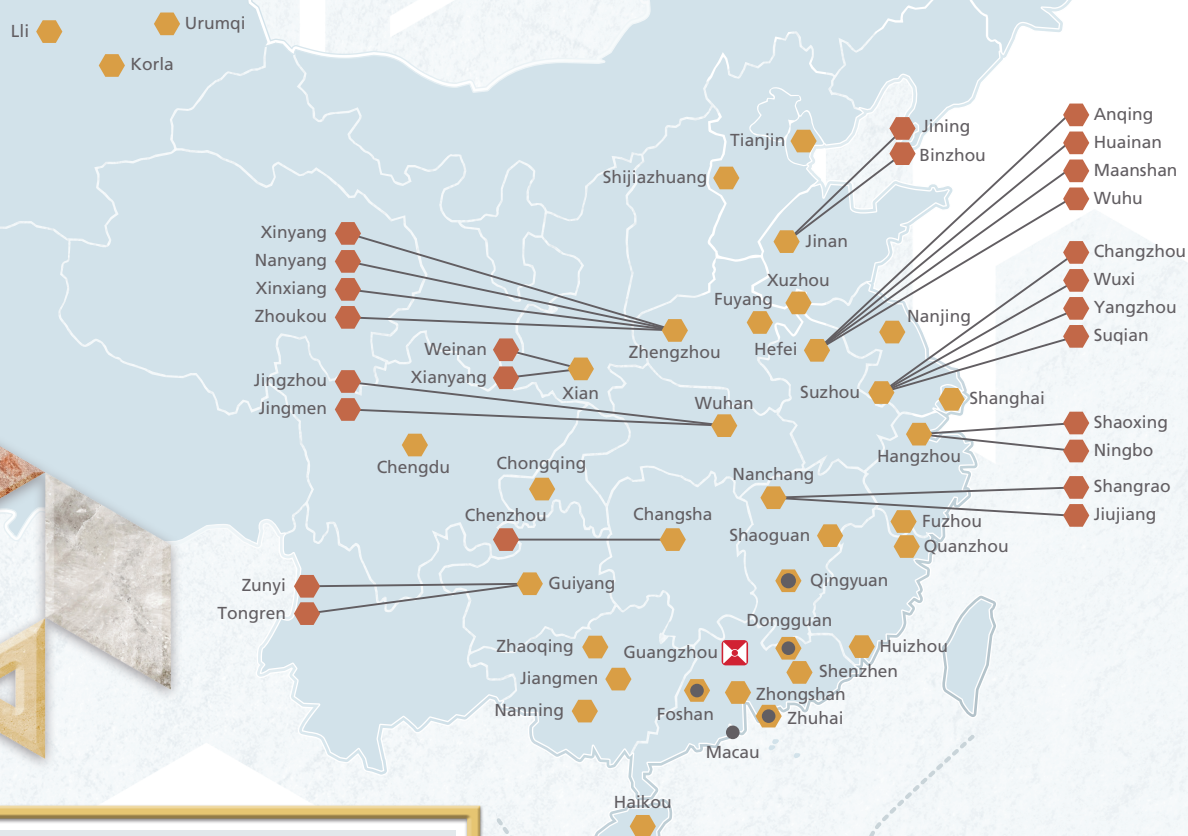 Lli
Urumqi
Korla
Tianjin
Shijiazhuang
Jining
Binzhou
Jinan
Anqing
Huainan
Maanshan
Wuhu
Xinyang
Nanyang
Xinxiang
Zhoukou
Zhengzhou
Xuzhou
Fuyang
Nanjing
Hefei
Changzhou
Wuxi
Yangzhou
Suqian
Weinan
Xianyang
Xian
Jingzhou
Jingmen
Wuhan
Suzhou
Shanghai
Hangzhou
Shaoxing
Ningbo
Chengdu
Chongqing
Nanchang
Shangrao
Jiujiang
Chenzhou
Changsha
Shaoguan
Fuzhou
Quanzhou
Zunyi
Tongren
Guiyang
Qingyuan
Dongguan
Zhaoqing
Guangzhou
Huizhou
Jiangmen
Shenzhen
Nanning
Foshan
Zhongshan
Zhuhai
Macau
Haikou